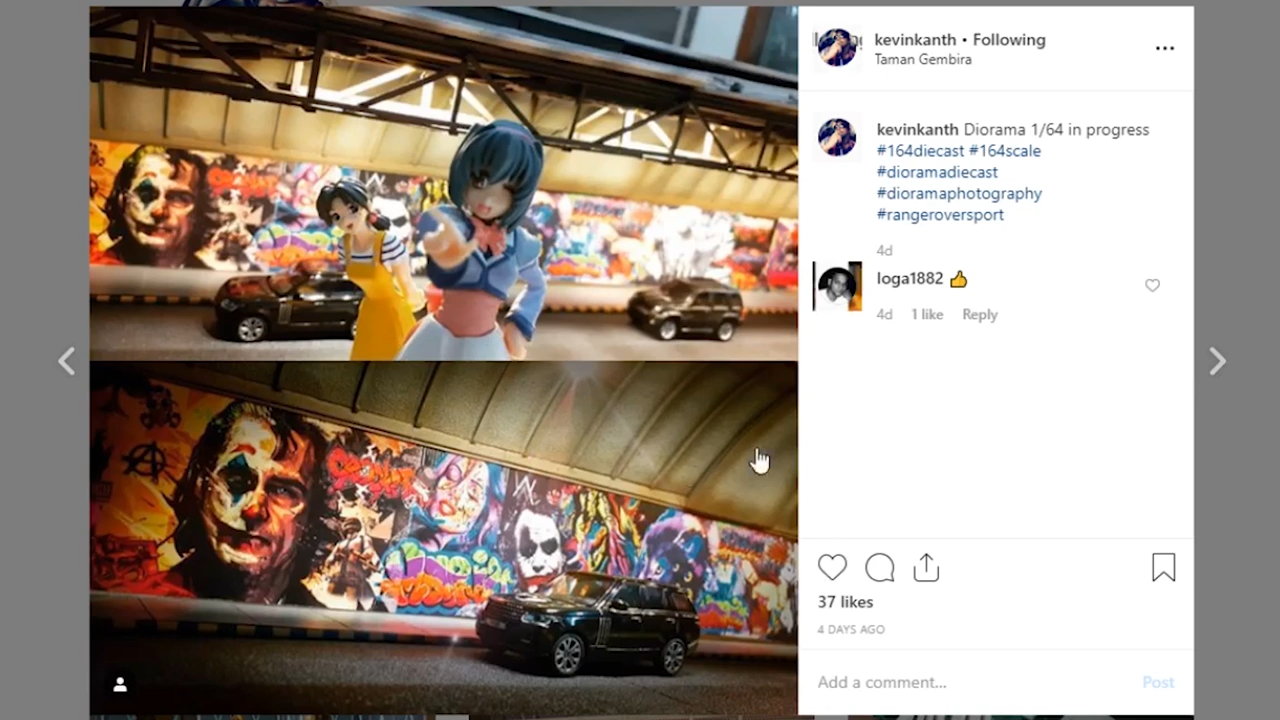 kevinkanth • Following
Taman Gembira
kevinkanth Diorama 1/64 in progress
#164diecast #164scale
#dioramadiecast
#dioramaphotography
#rangeroversport
4d
loga1882 👍
4d 1 like Reply
37 likes
4 DAYS AGO
Add a comment... Post